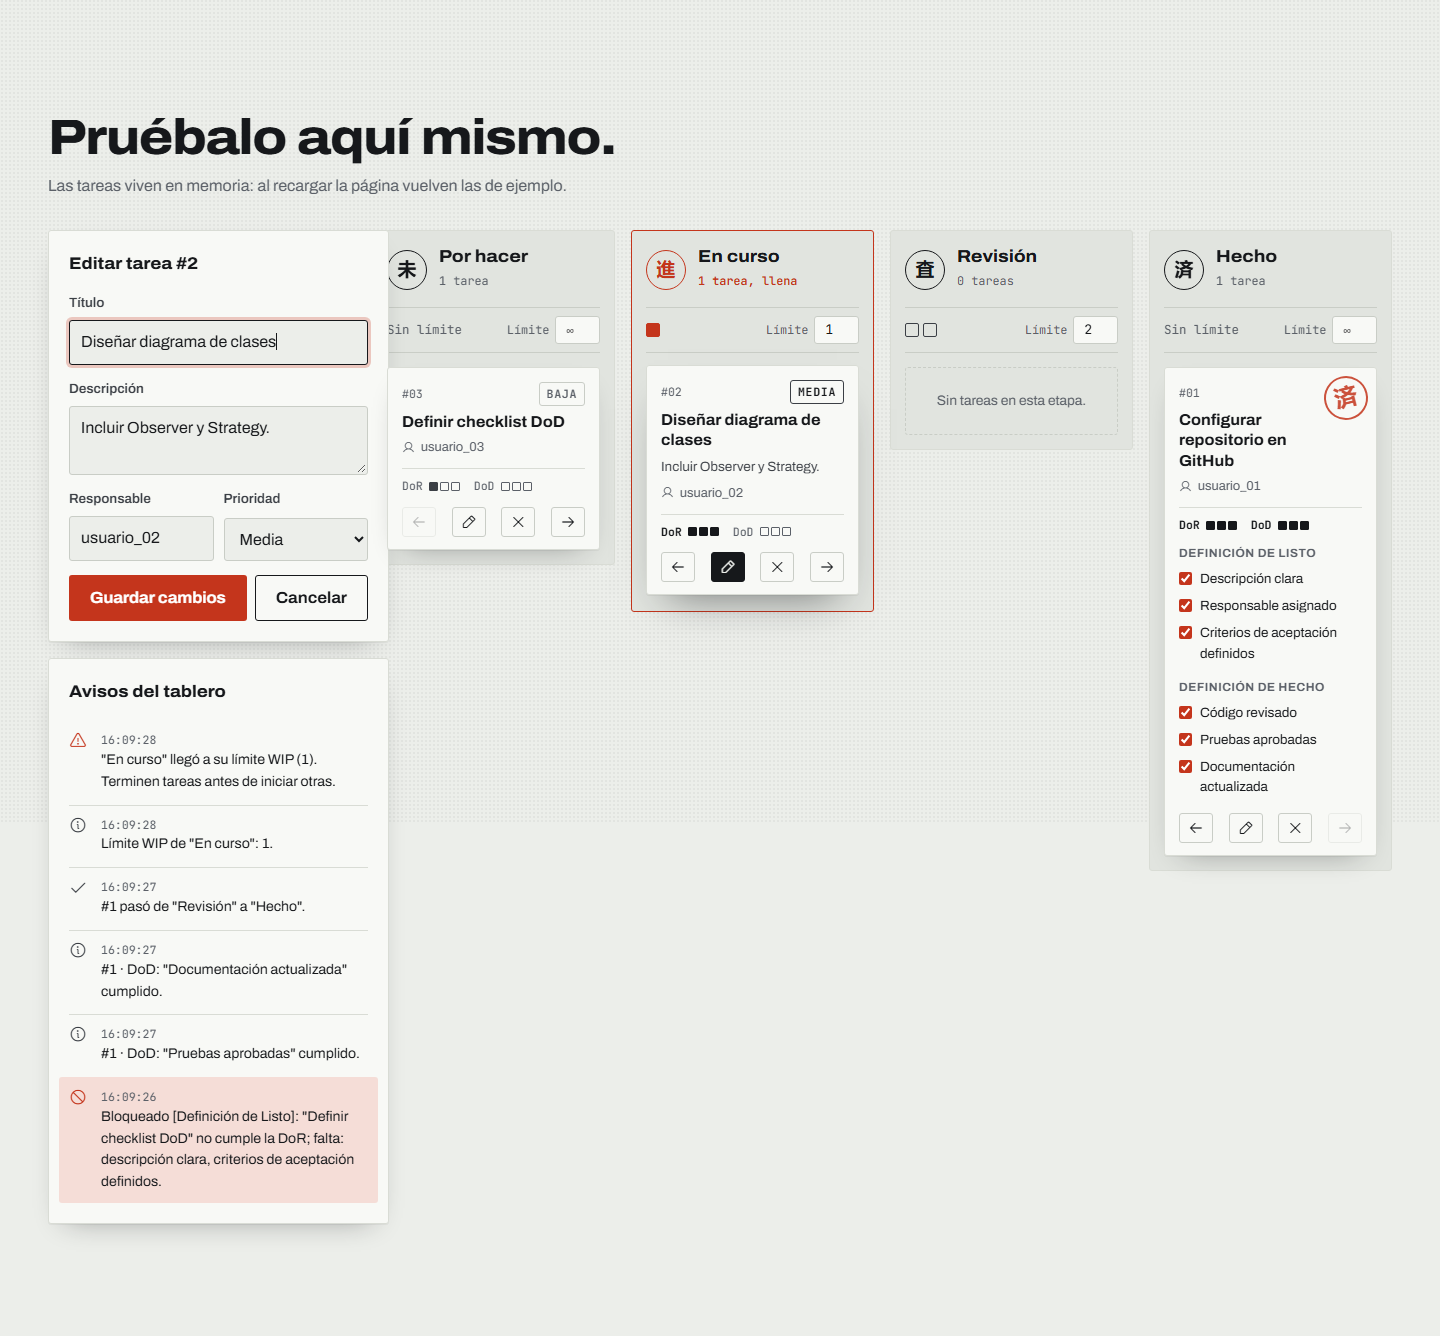 Pruébalo aquí mismo.
Las tareas viven en memoria: al recargar la página vuelven las de ejemplo.
Editar tarea #2
Título
Diseñar diagrama de clases
Descripción
Incluir Observer y Strategy.
Responsable
Prioridad
usuario_02
Media
Guardar cambios
Cancelar
Avisos del tablero
16:09:28
"En curso" llegó a su límite WIP (1).
Terminen tareas antes de iniciar otras.
16:09:28
Límite WIP de "En curso": 1.
16:09:27
#1 pasó de "Revisión" a "Hecho".
16:09:27
#1 · DoD: "Documentación actualizada"
cumplido.
16:09:27
#1 · DoD: "Pruebas aprobadas" cumplido.
16:09:26
Bloqueado [Definición de Listo]: "Definir
checklist DoD" no cumple la DoR; falta:
descripción clara, criterios de aceptación
definidos.
未
Por hacer
1 tarea
Sin límite
Límite
∞
#03
BAJA
Definir checklist DoD
usuario_03
DoR
DoD
進
En curso
1 tarea, llena
Límite
1
#02
MEDIA
Diseñar diagrama de
clases
Incluir Observer y Strategy.
usuario_02
DoR
DoD
査
Revisión
0 tareas
Límite
2
Sin tareas en esta etapa.
済
Hecho
1 tarea
Sin límite
Límite
∞
#01
済
Configurar
repositorio en
GitHub
usuario_01
DoR
DoD
DEFINICIÓN DE LISTO
Descripción clara
Responsable asignado
Criterios de aceptación
definidos
DEFINICIÓN DE HECHO
Código revisado
Pruebas aprobadas
Documentación
actualizada